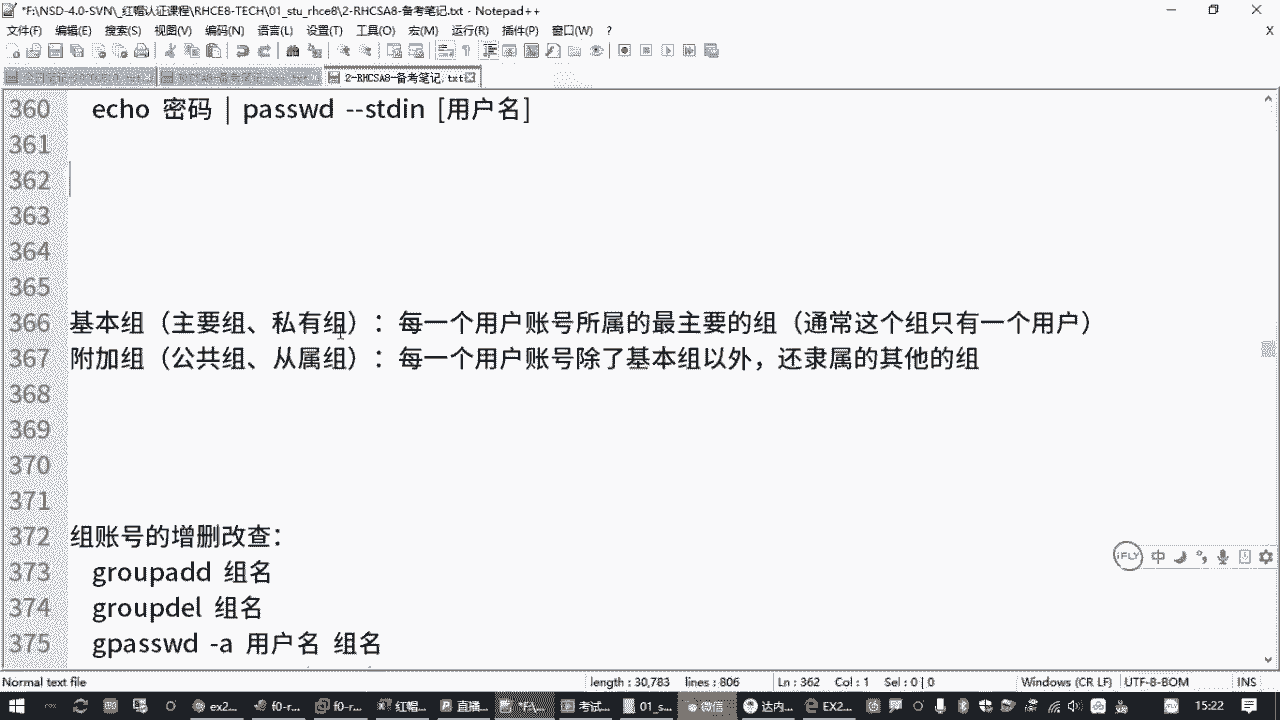 *F:\NSD-4.0-SVN\_红帽认证课程\RHCE8-TECH\01_stu_rhce8\2-RHCSA8-备考笔记.txt - Notepad++
文件(F) 编辑(E) 搜索(S) 视图(V) 编码(N) 语言(L) 设置(T) 工具(O) 宏(M) 运行(R) 插件(P) 窗口(W) ? X
2-RHCSA8-备考笔记.txt
360 echo 密码 | passwd --stdin [用户名]
361
362
363
364
365
366 基本组（主要组、私有组）：每一个用户账号所属的最主要的组（通常这个组只有一个用户）
367 附加组（公共组、从属组）：每一个用户账号除了基本组以外，还隶属的其他的组
368
369
370
371
372 组账号的增删改查：
373 groupadd 组名
374 groupdel 组名
375 gpasswd -a 用户名 组名
iFLY 中
Normal text file length : 30,783 lines : 806 Ln : 362 Col : 1 Sel : 0 | 0 Windows (CR LF) UTF-8-BOM INS
ex2... f0-r... f0-r... 红帽... 直播... *F:\... 考试... 01_s... 微信 达内... EX2... 15:22